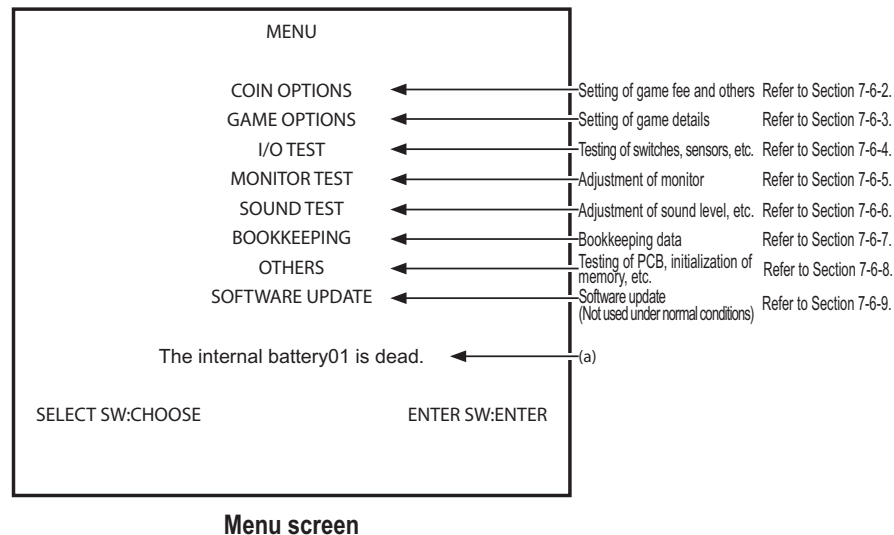 MENU
COIN OPTIONS Setting of game fee and others Refer to Section 7-6-2.
GAME OPTIONS Setting of game details Refer to Section 7-6-3.
I/O TEST Testing of switches, sensors, etc. Refer to Section 7-6-4.
MONITOR TEST Adjustment of monitor Refer to Section 7-6-5.
SOUND TEST Adjustment of sound level, etc. Refer to Section 7-6-6.
BOOKKEEPING Bookkeeping data Refer to Section 7-6-7.
OTHERS Testing of PCB, initialization of
memory, etc. Refer to Section 7-6-8.
SOFTWARE UPDATE Software update
(Not used under normal conditions) Refer to Section 7-6-9.
The internal battery01 is dead. (a)
SELECT SW:CHOOSE ENTER SW:ENTER
Menu screen